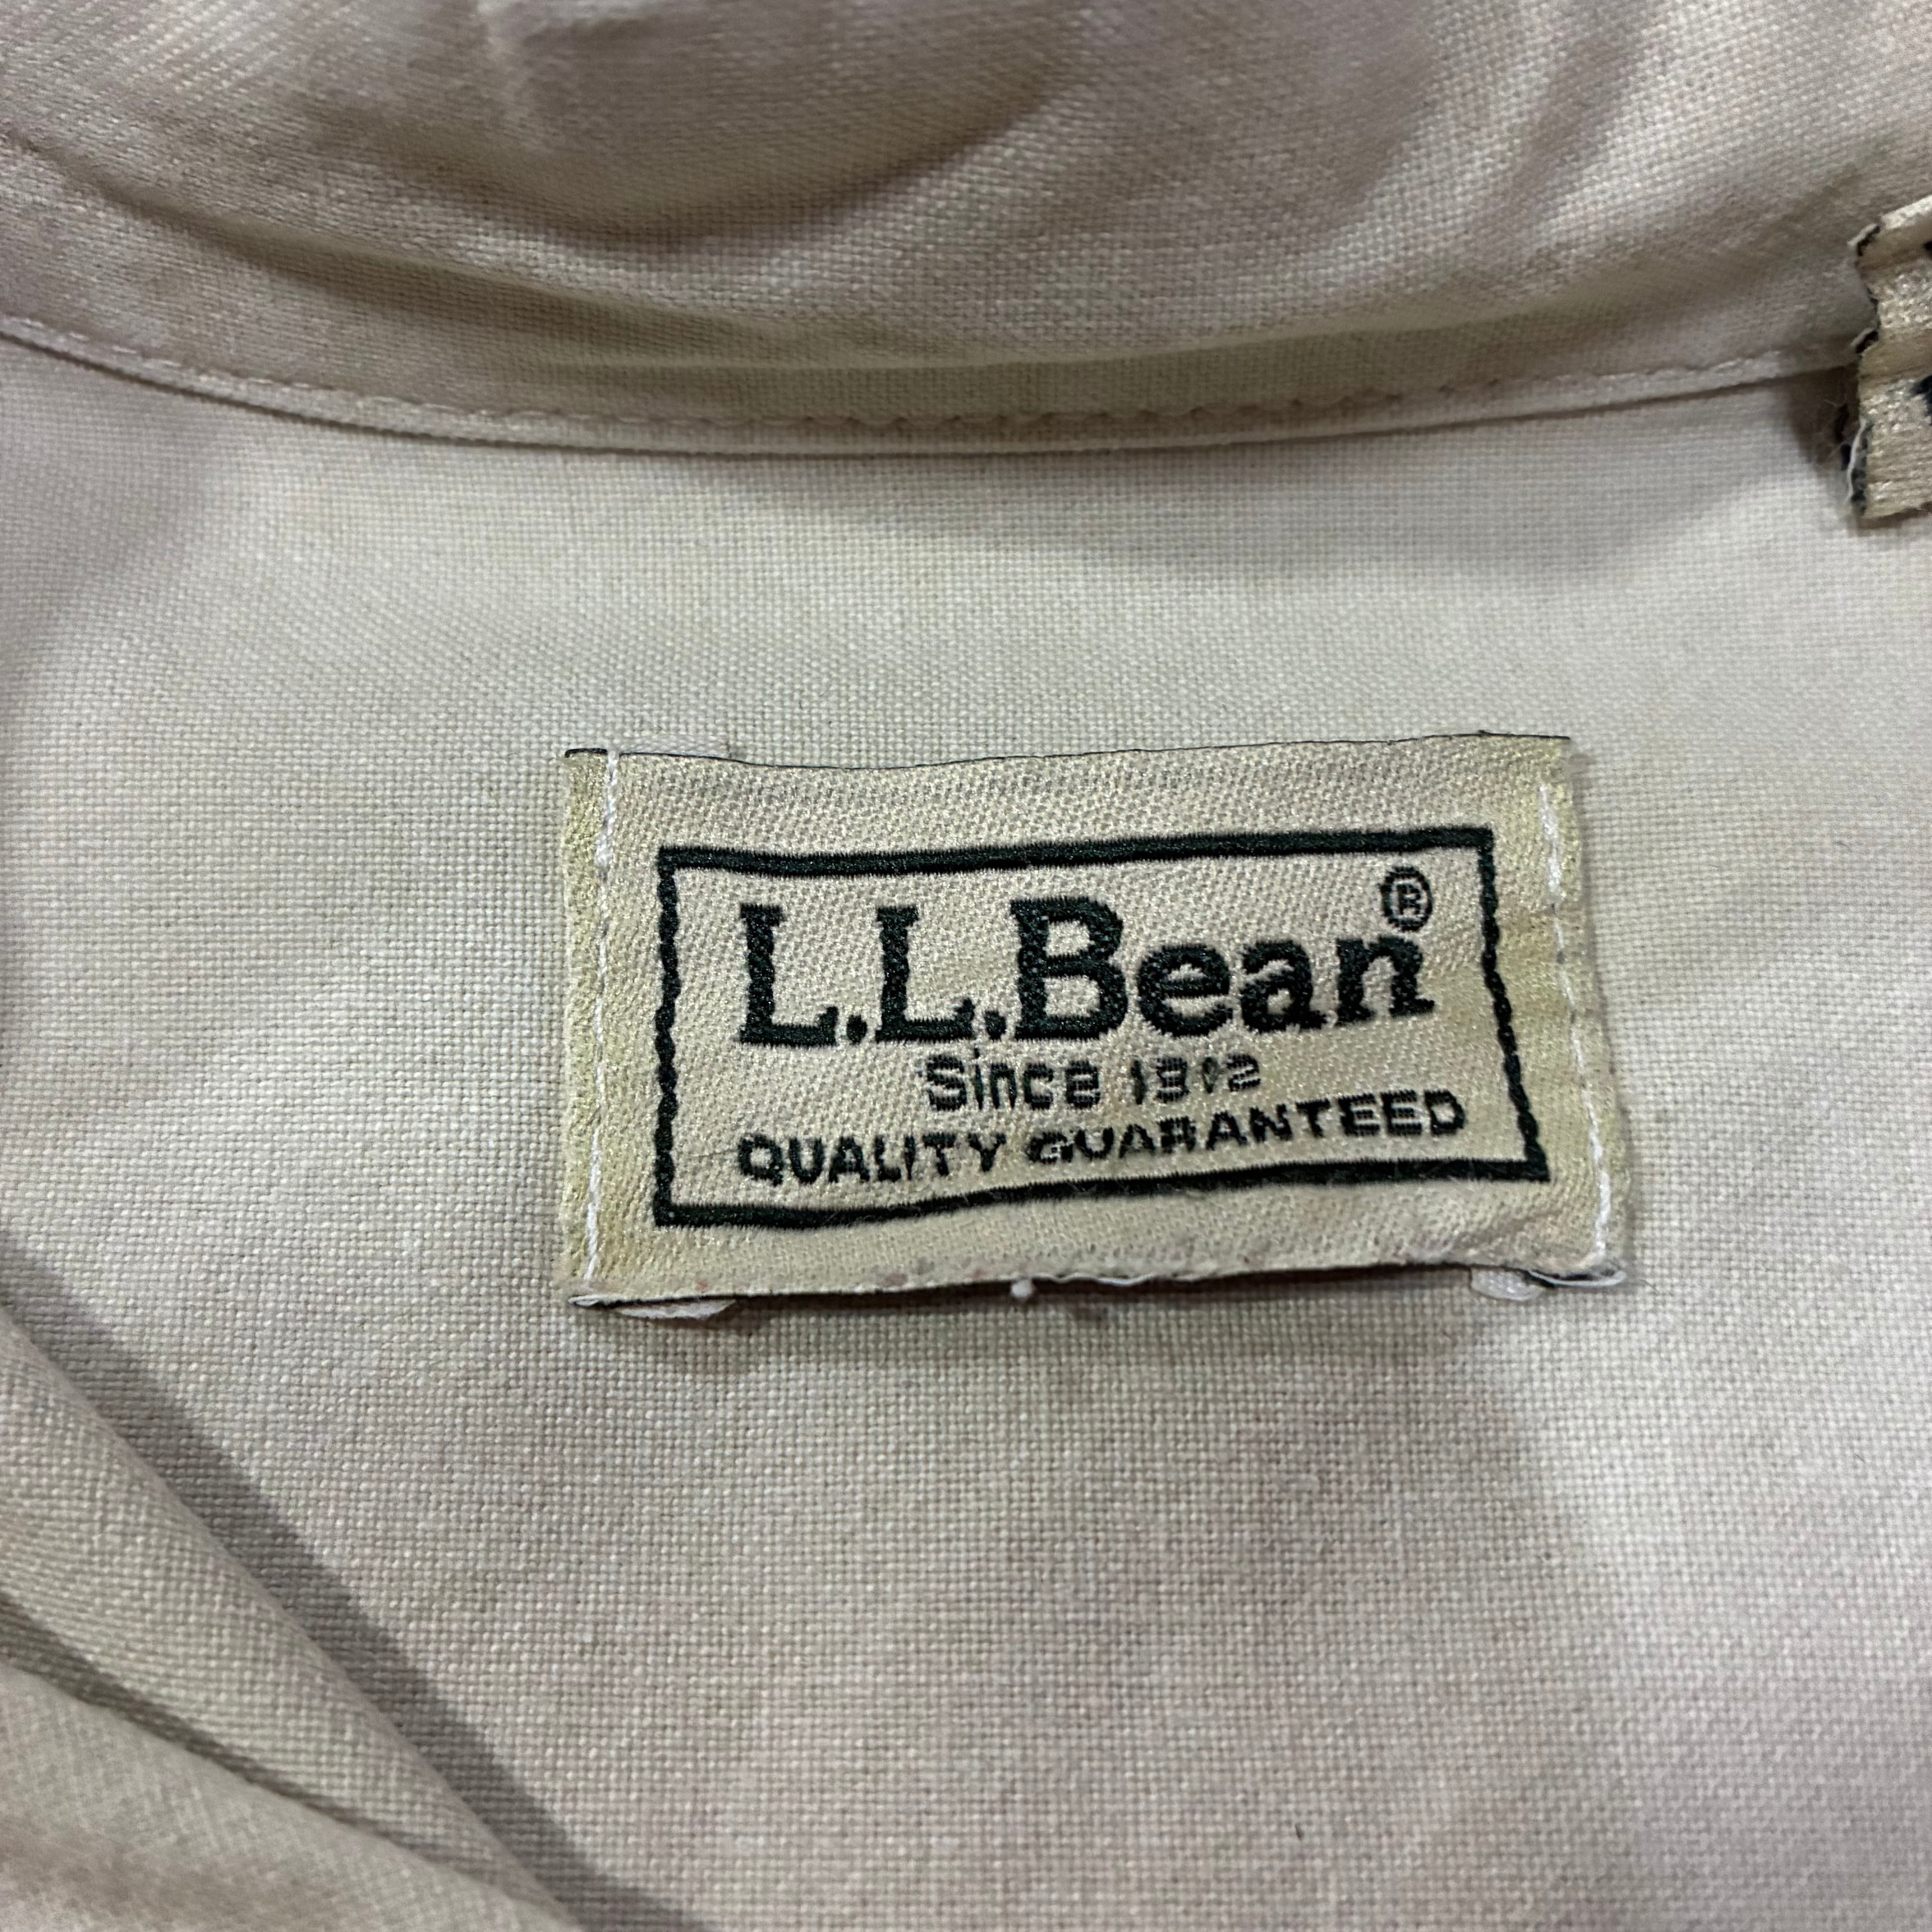 L.L.Bean®
Since 1912
QUALITY GUARANTEED